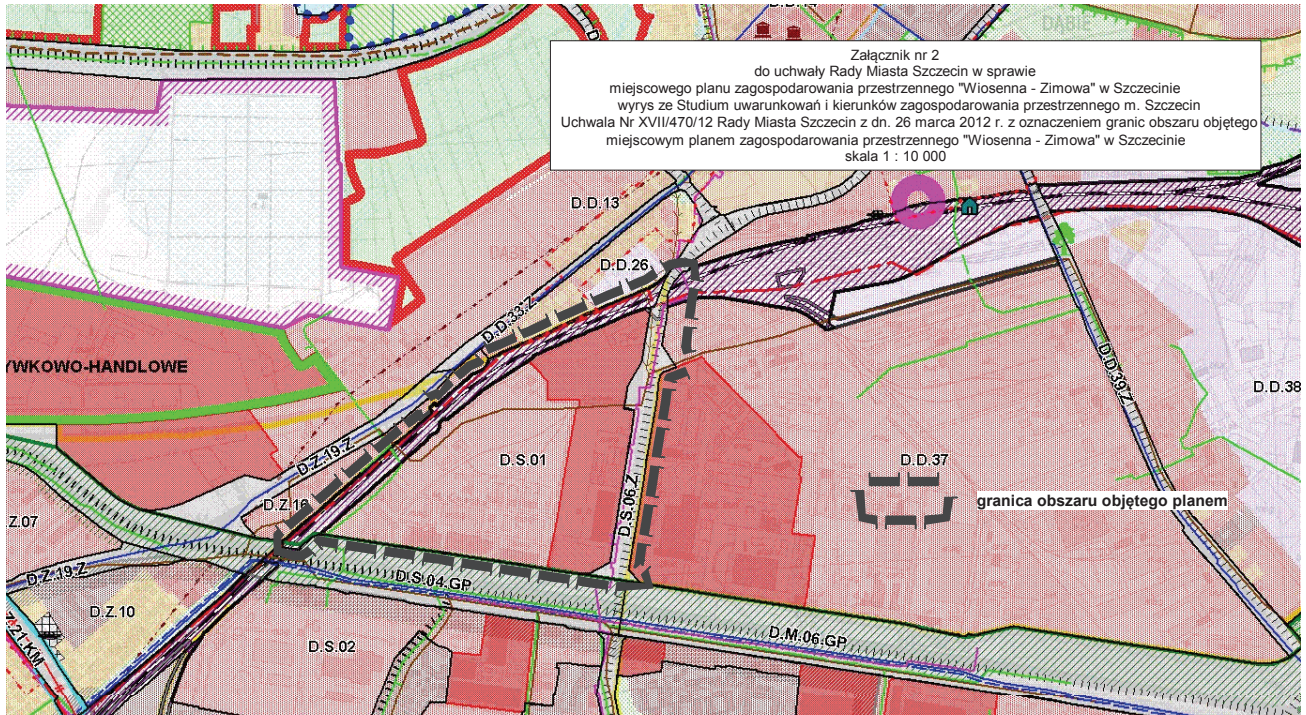 DĄBIE
Załącznik nr 2
do uchwały Rady Miasta Szczecin w sprawie
miejscowego planu zagospodarowania przestrzennego "Wiosenna - Zimowa" w Szczecinie
wyrys ze Studium uwarunkowań i kierunków zagospodarowania przestrzennego m. Szczecin
Uchwala Nr XVII/470/12 Rady Miasta Szczecin z dn. 26 marca 2012 r. z oznaczeniem granic obszaru objętego
miejscowym planem zagospodarowania przestrzennego "Wiosenna - Zimowa" w Szczecinie
skala 1 : 10 000
D.D.13
DĄBIE
D.D.26
D.D.33.Z
YWKOWO-HANDLOWE
D.D.39.Z
D.D.38
D.Z.19.Z
D.S.01
D.D.37
D.Z.16
D.S.06.Z
granica obszaru objętego planem
Z.07
D.Z.19.Z
D.S.04.GP
D.Z.10
D.M.06.GP
Z.21.KM
D.S.02